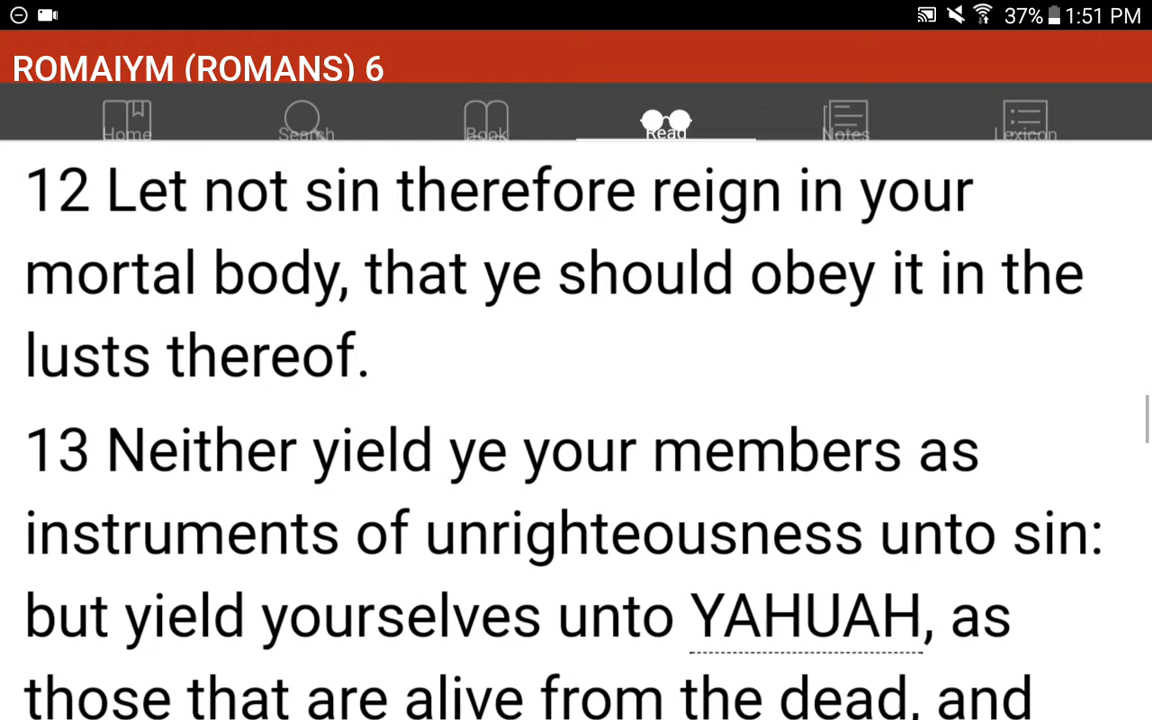 37% 1:51 PM
ROMAIYM (ROMANS) 6
Home Search Book Read Notes Lexicon
12 Let not sin therefore reign in your
mortal body, that ye should obey it in the
lusts thereof.
13 Neither yield ye your members as
instruments of unrighteousness unto sin:
but yield yourselves unto YAHUAH, as
those that are alive from the dead, and